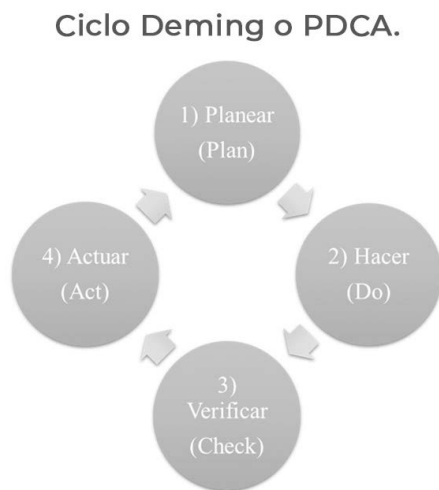 Ciclo Deming o PDCA.
1) Planear
(Plan)
2) Hacer
(Do)
3)
Verificar
(Check)
4) Actuar
(Act)